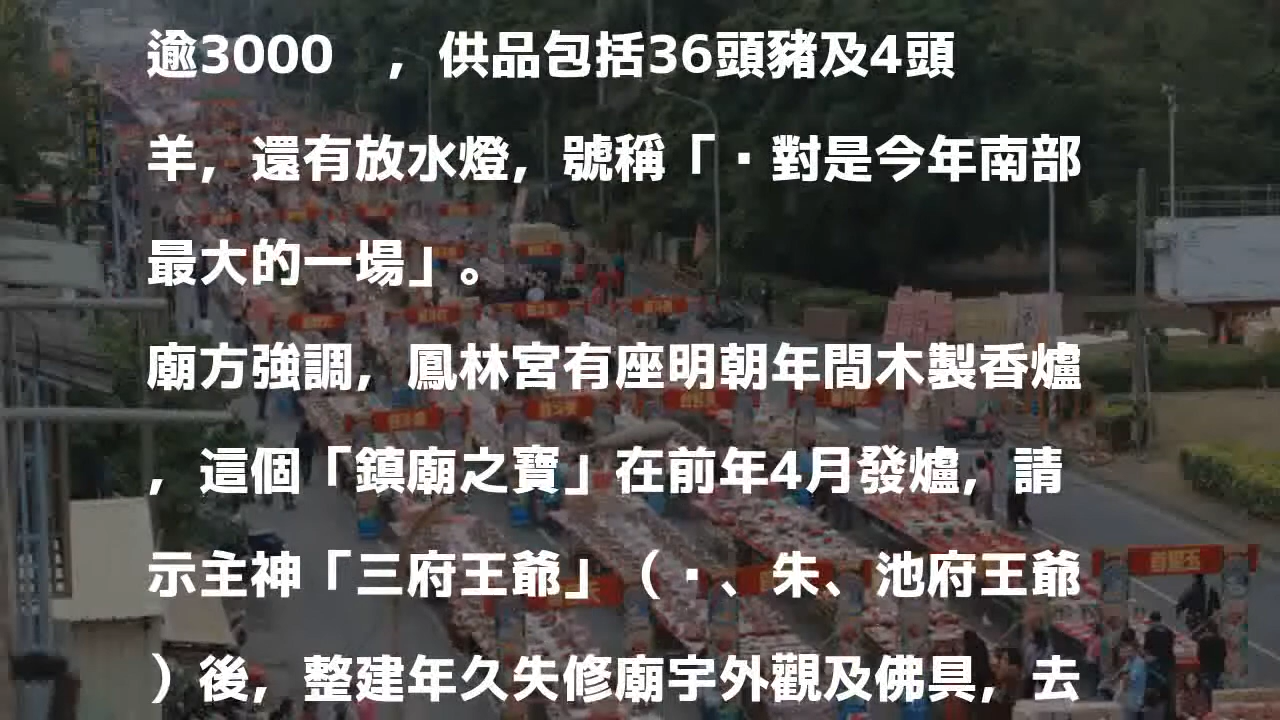 逾3000　，供品包括36頭豬及4頭
羊，還有放水燈，號稱「▪對是今年南部
最大的一場」。
廟方強調，鳳林宮有座明朝年間木製香爐
，這個「鎮廟之寶」在前年4月發爐，請
示主神「三府王爺」（▪、朱、池府王爺
）後，整建年久失修廟宇外觀及佛具，去